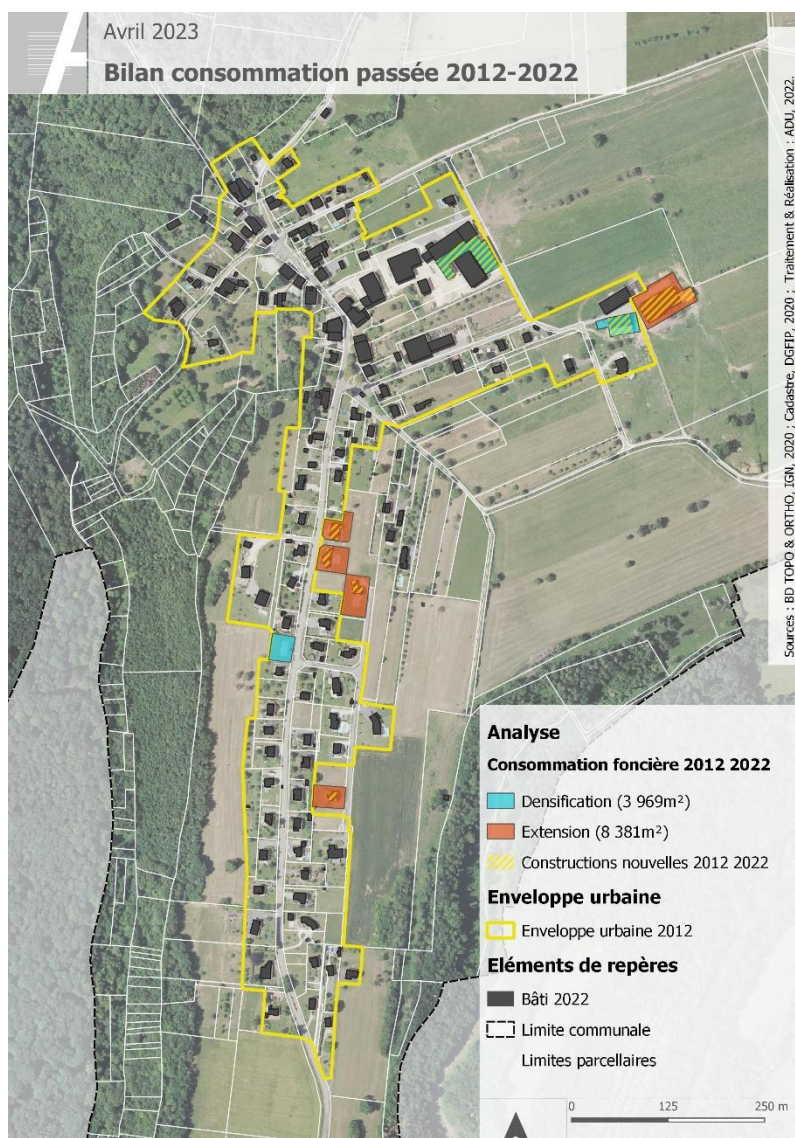 Avril 2023
Bilan consommation passée 2012-2022
Sources : BD TOPO & ORTHO, IGN, 2020 ; Cadastre, DGFIP, 2020 ; Traitement & Réalisation : ADU, 2022.
Analyse
Consommation foncière 2012 2022
Densification (3 969m²)
Extension (8 381m²)
Constructions nouvelles 2012 2022
Enveloppe urbaine
Enveloppe urbaine 2012
Eléments de repères
Bâti 2022
Limite communale
Limites parcellaires
0 125 250 m